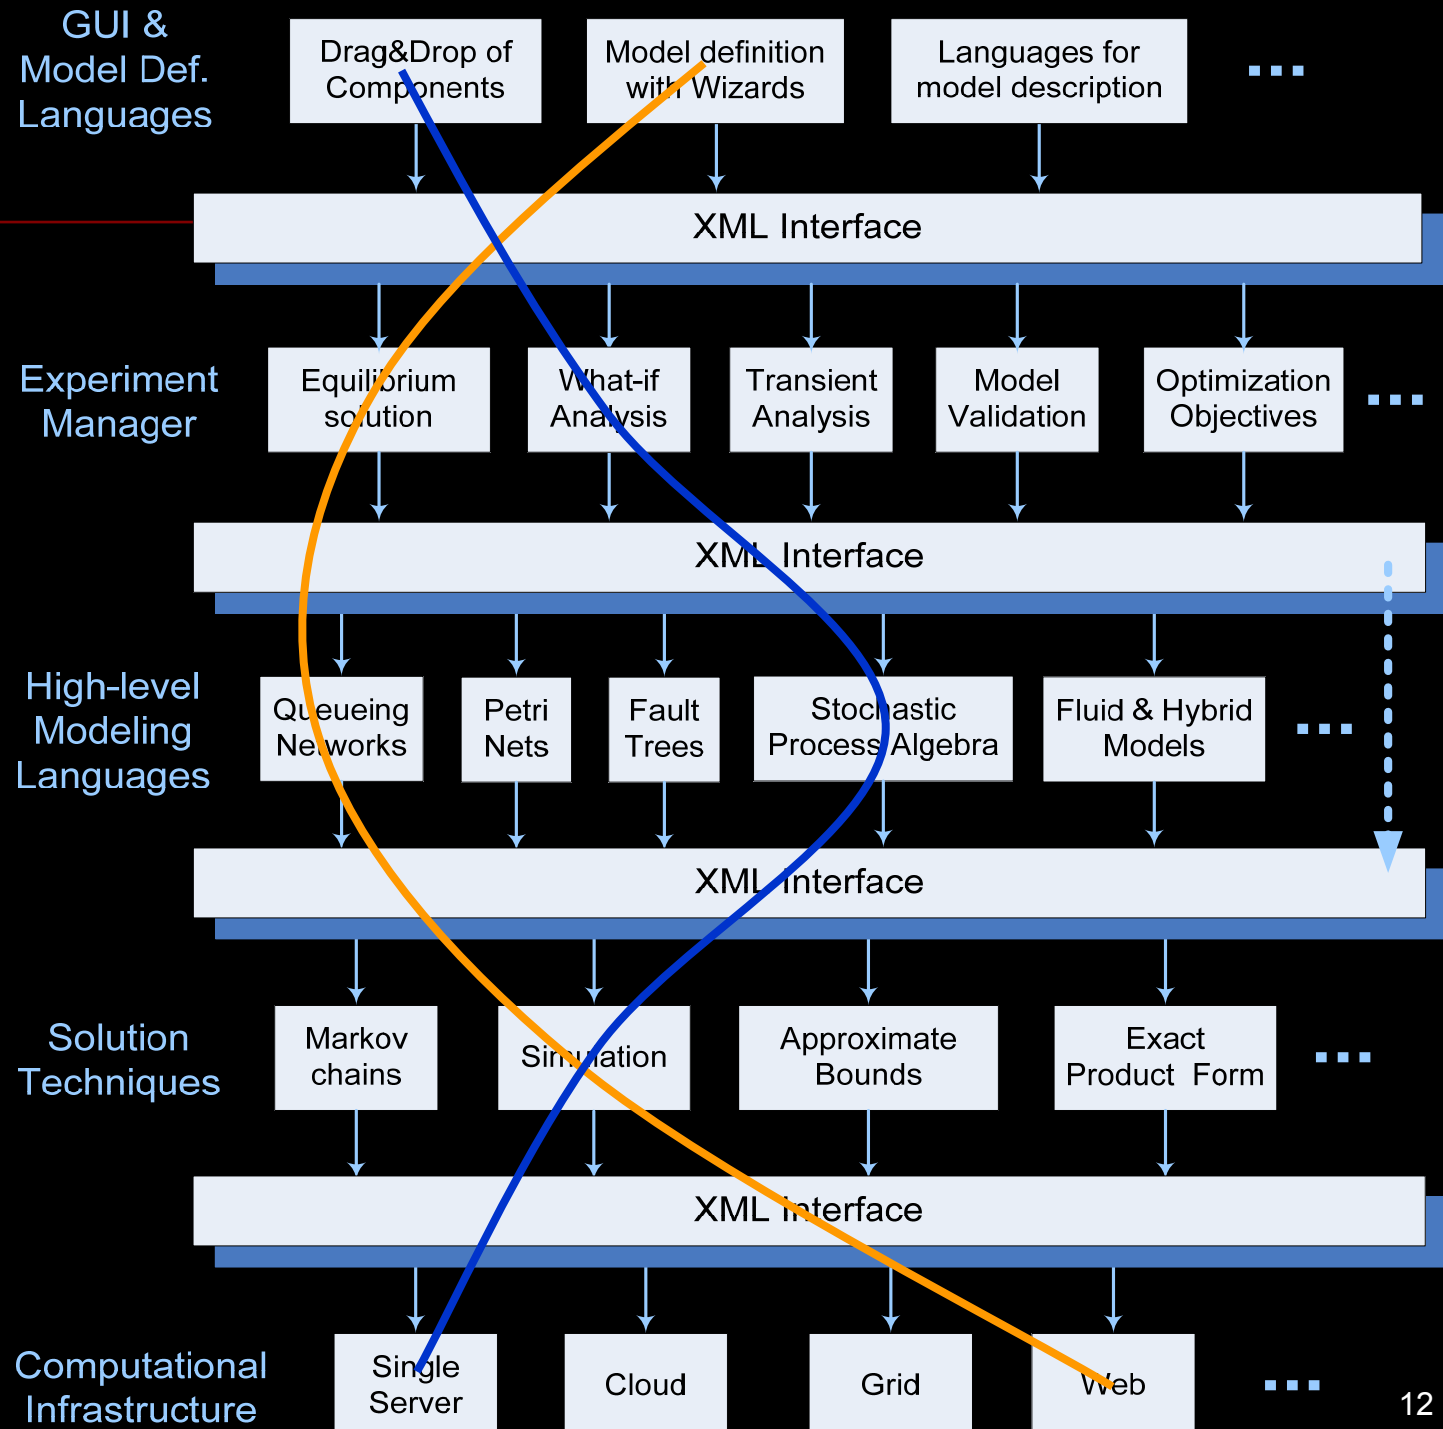 GUI &
Model Def.
Languages
Drag&Drop of
Components
Model definition
with Wizards
Languages for
model description
XML Interface
Experiment
Manager
Equilibrium
solution
What-if
Analysis
Transient
Analysis
Model
Validation
Optimization
Objectives
XML Interface
High-level
Modeling
Languages
Queueing
Networks
Petri
Nets
Fault
Trees
Stochastic
Process Algebra
Fluid & Hybrid
Models
XML Interface
Solution
Techniques
Markov
chains
Simulation
Approximate
Bounds
Exact
Product Form
XML Interface
Computational
Infrastructure
Single
Server
Cloud
Grid
Web
12